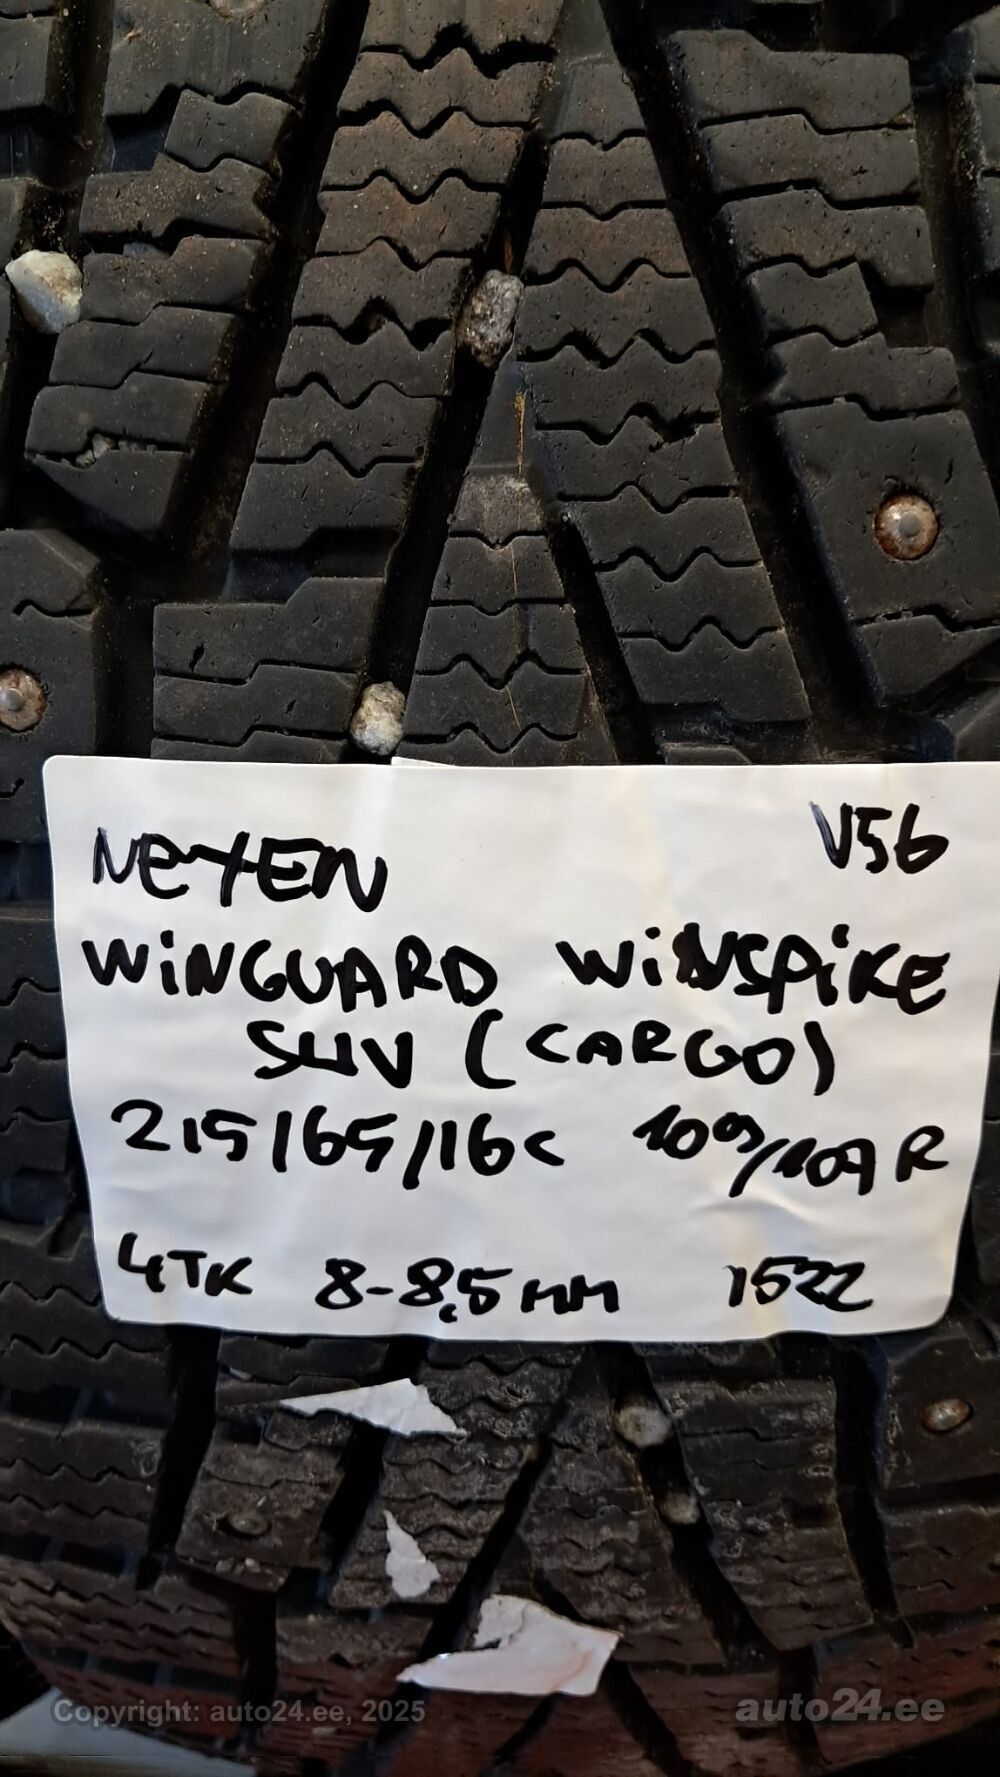 NEXEN V56
WiNGUARD WiNSPiKE
SUV (CARGO)
215/65/16C 109/107R
4TK 8-8,5MM 1522
Copyright: auto24.ee, 2025 auto24.ee